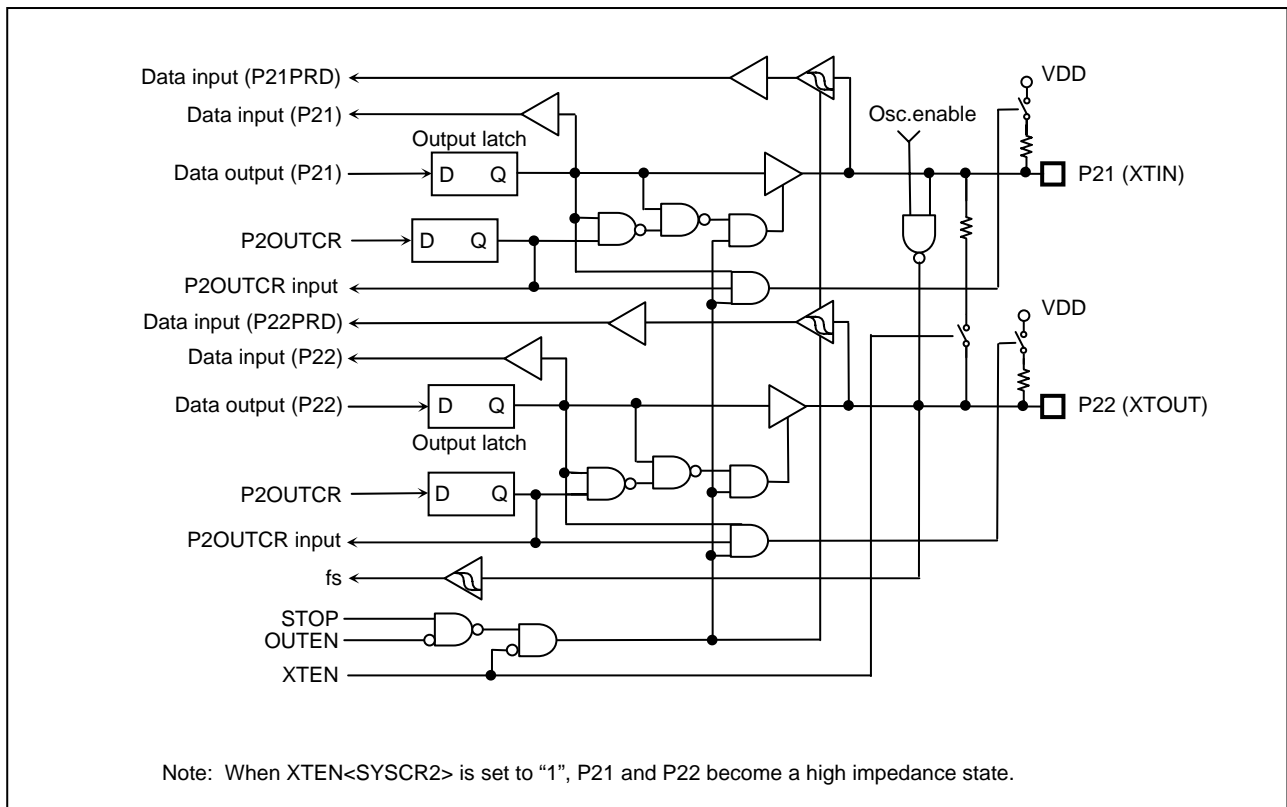 Data input (P21PRD)
VDD
Data input (P21)
Osc.enable
Output latch
Data output (P21)
D Q
P21 (XTIN)
P2OUTCR
D Q
P2OUTCR input
VDD
Data input (P22PRD)
Data input (P22)
Data output (P22)
D Q
P22 (XTOUT)
Output latch
P2OUTCR
D Q
P2OUTCR input
fs
STOP
OUTEN
XTEN
Note: When XTEN<SYSCR2> is set to “1”, P21 and P22 become a high impedance state.